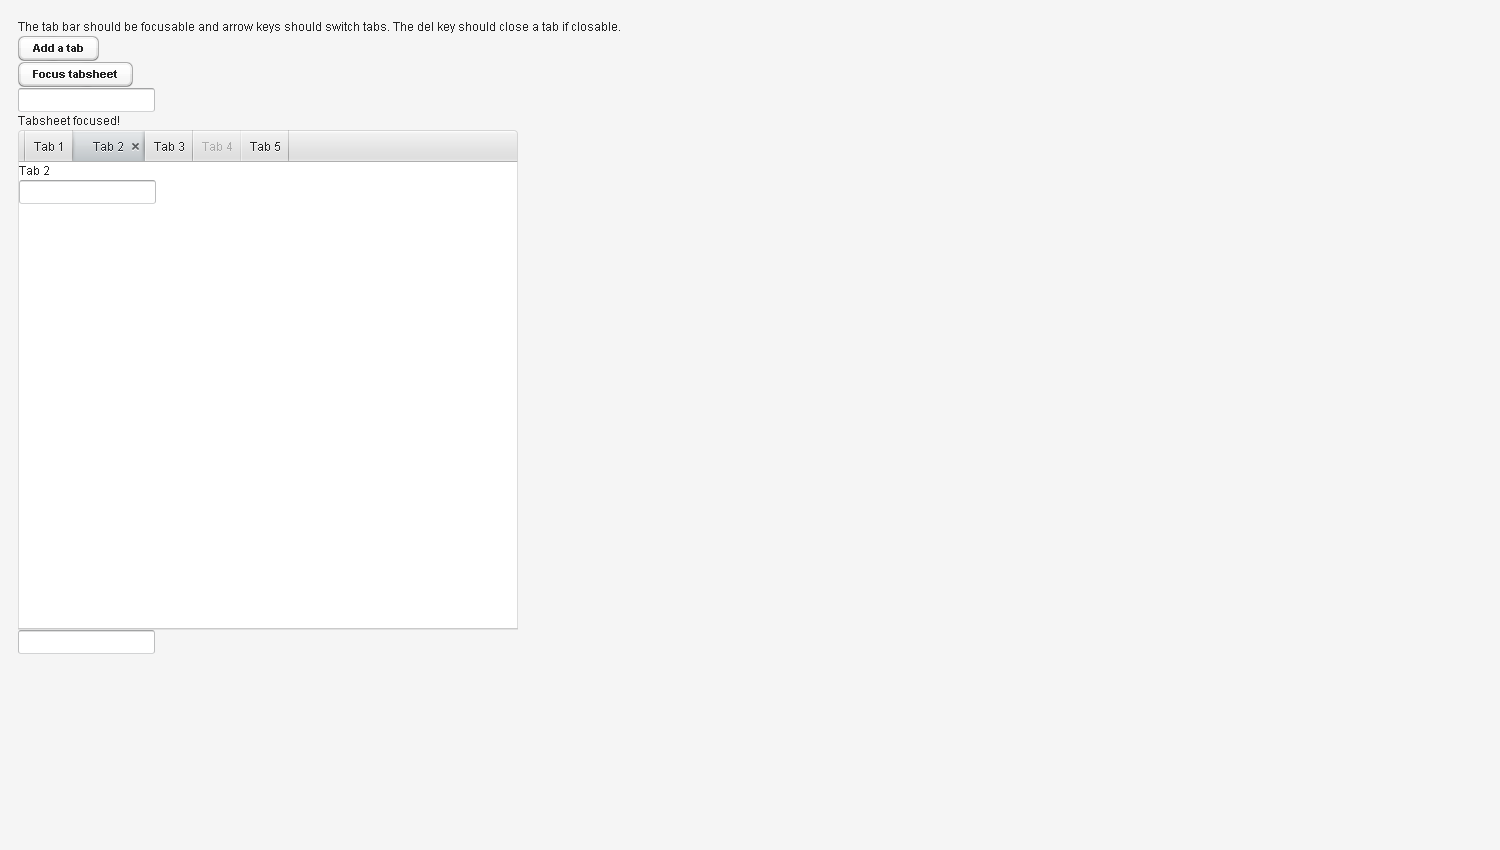 The tab bar should be focusable and arrow keys should switch tabs. The del key should close a tab if closable.
Add a tab
Focus tabsheet
Tabsheet focused!
Tab 1 Tab 2 × Tab 3 Tab 4 Tab 5
Tab 2